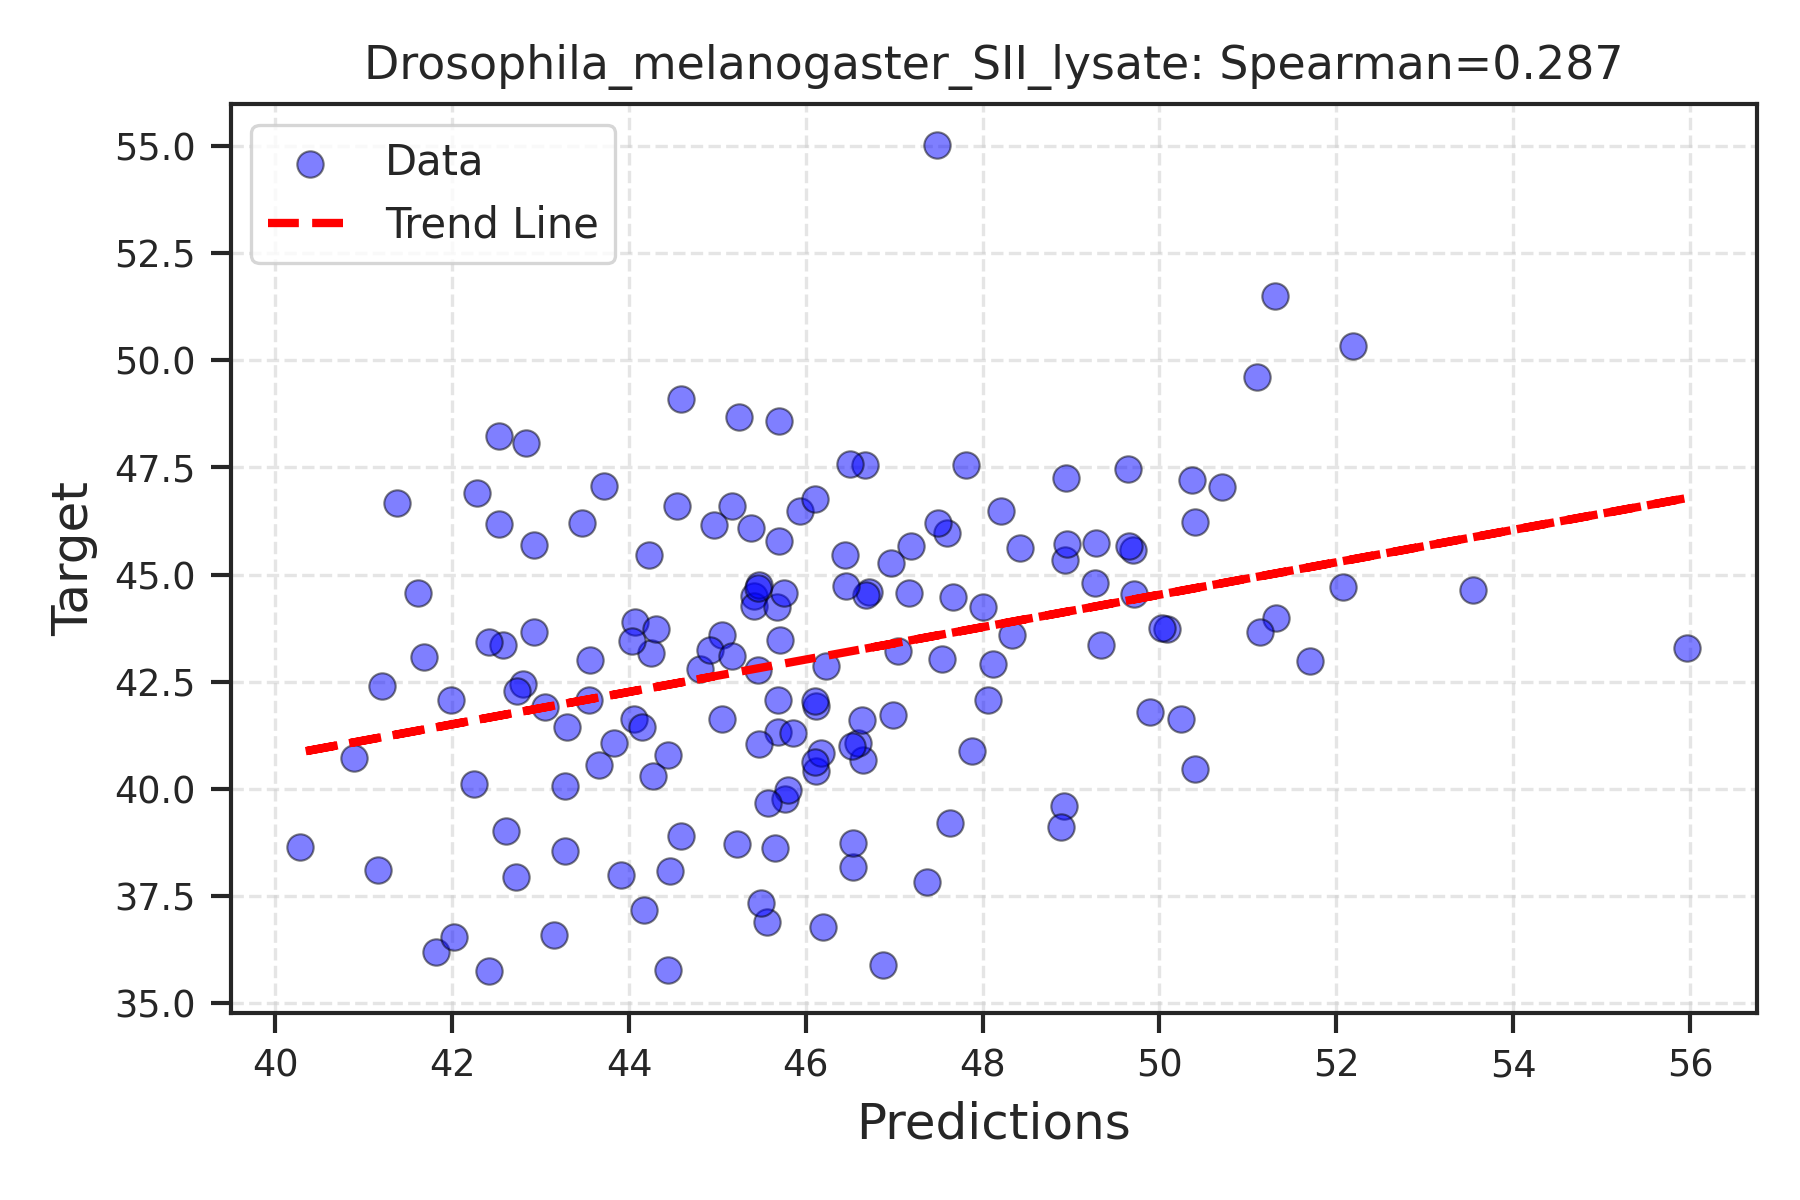 Drosophila_melanogaster_SII_lysate: Spearman=0.287
Data
Trend Line
Target
55.0
52.5
50.0
47.5
45.0
42.5
40.0
37.5
35.0
40 42 44 46 48 50 52 54 56
Predictions